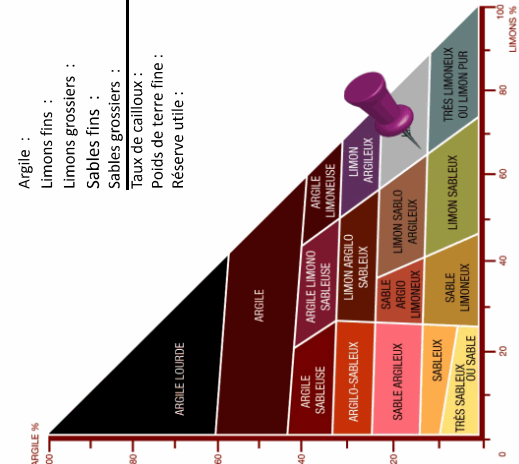 Argile :
Limons fins :
Limons grossiers :
Sables fins :
Sables grossiers :
Taux de cailloux :
Poids de terre fine :
Réserve utile :
ARGILE %
00
80
60
40
20
LIMONS %
100
80
60
40
20
0
ARGILE LOURDE
ARGILE
ARGILE
LIMONEUSE
ARGILE LIMONO
SABLEUSE
ARGILE
SABLEUSE
LIMON
ARGILEUX
LIMON ARGILO
SABLEUX
ARGILO-SABLEUX
LIMON SABLO
ARGILEUX
SABLE
ARGIO
LIMONEUX
SABLE ARGILEUX
TRÈS LIMONEUX
OU LIMON PUR
LIMON SABLEUX
SABLE
LIMONEUX
SABLEUX
TRÈS SABLEUX
OU SABLE